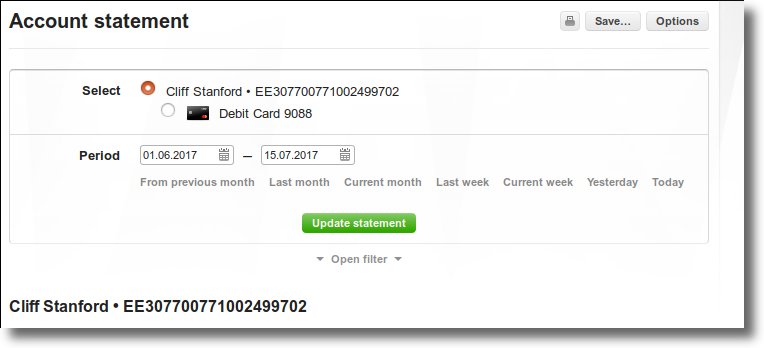 Account statement Save... Options
Select Cliff Stanford • EE307700771002499702
Debit Card 9088
Period 01.06.2017 – 15.07.2017
From previous month Last month Current month Last week Current week Yesterday Today
Update statement
Open filter
Cliff Stanford • EE307700771002499702